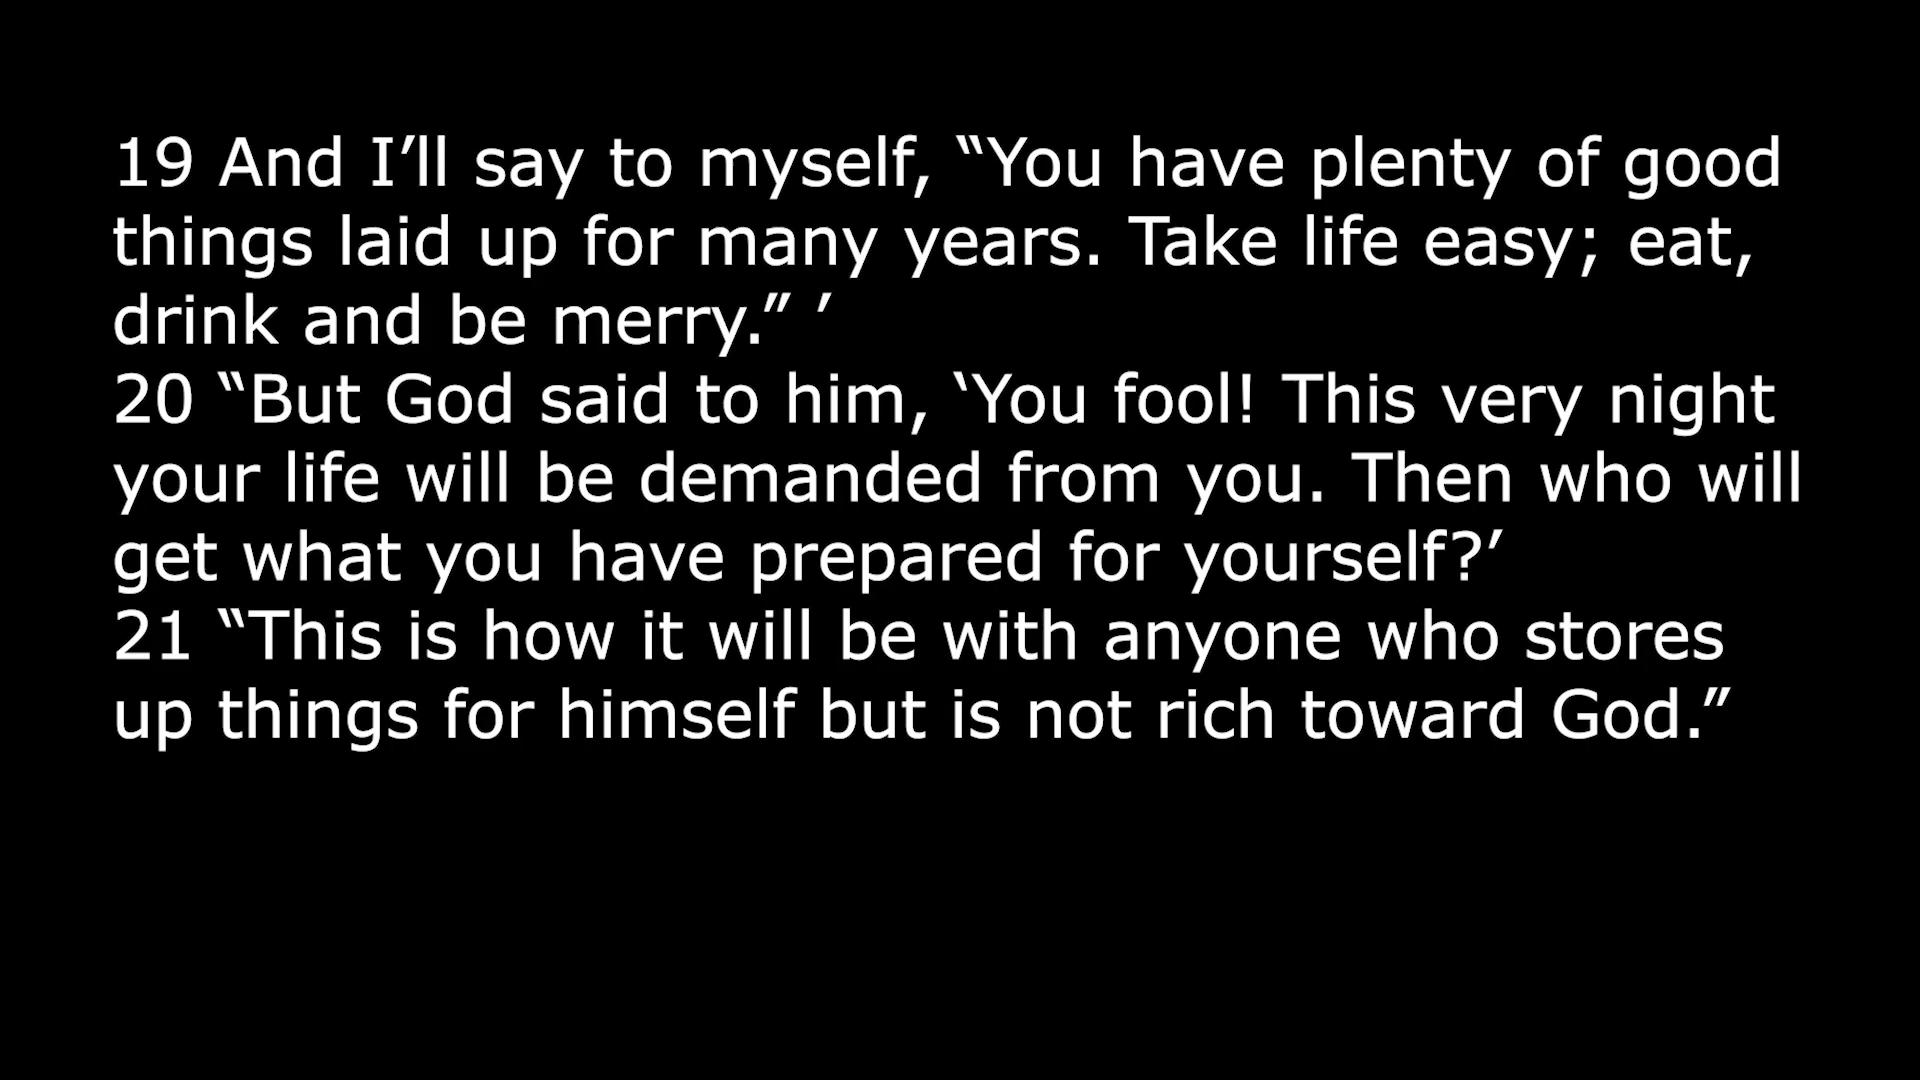 19 And I’ll say to myself, “You have plenty of good
things laid up for many years. Take life easy; eat,
drink and be merry.” ’
20 “But God said to him, ‘You fool! This very night
your life will be demanded from you. Then who will
get what you have prepared for yourself?’
21 “This is how it will be with anyone who stores
up things for himself but is not rich toward God.”